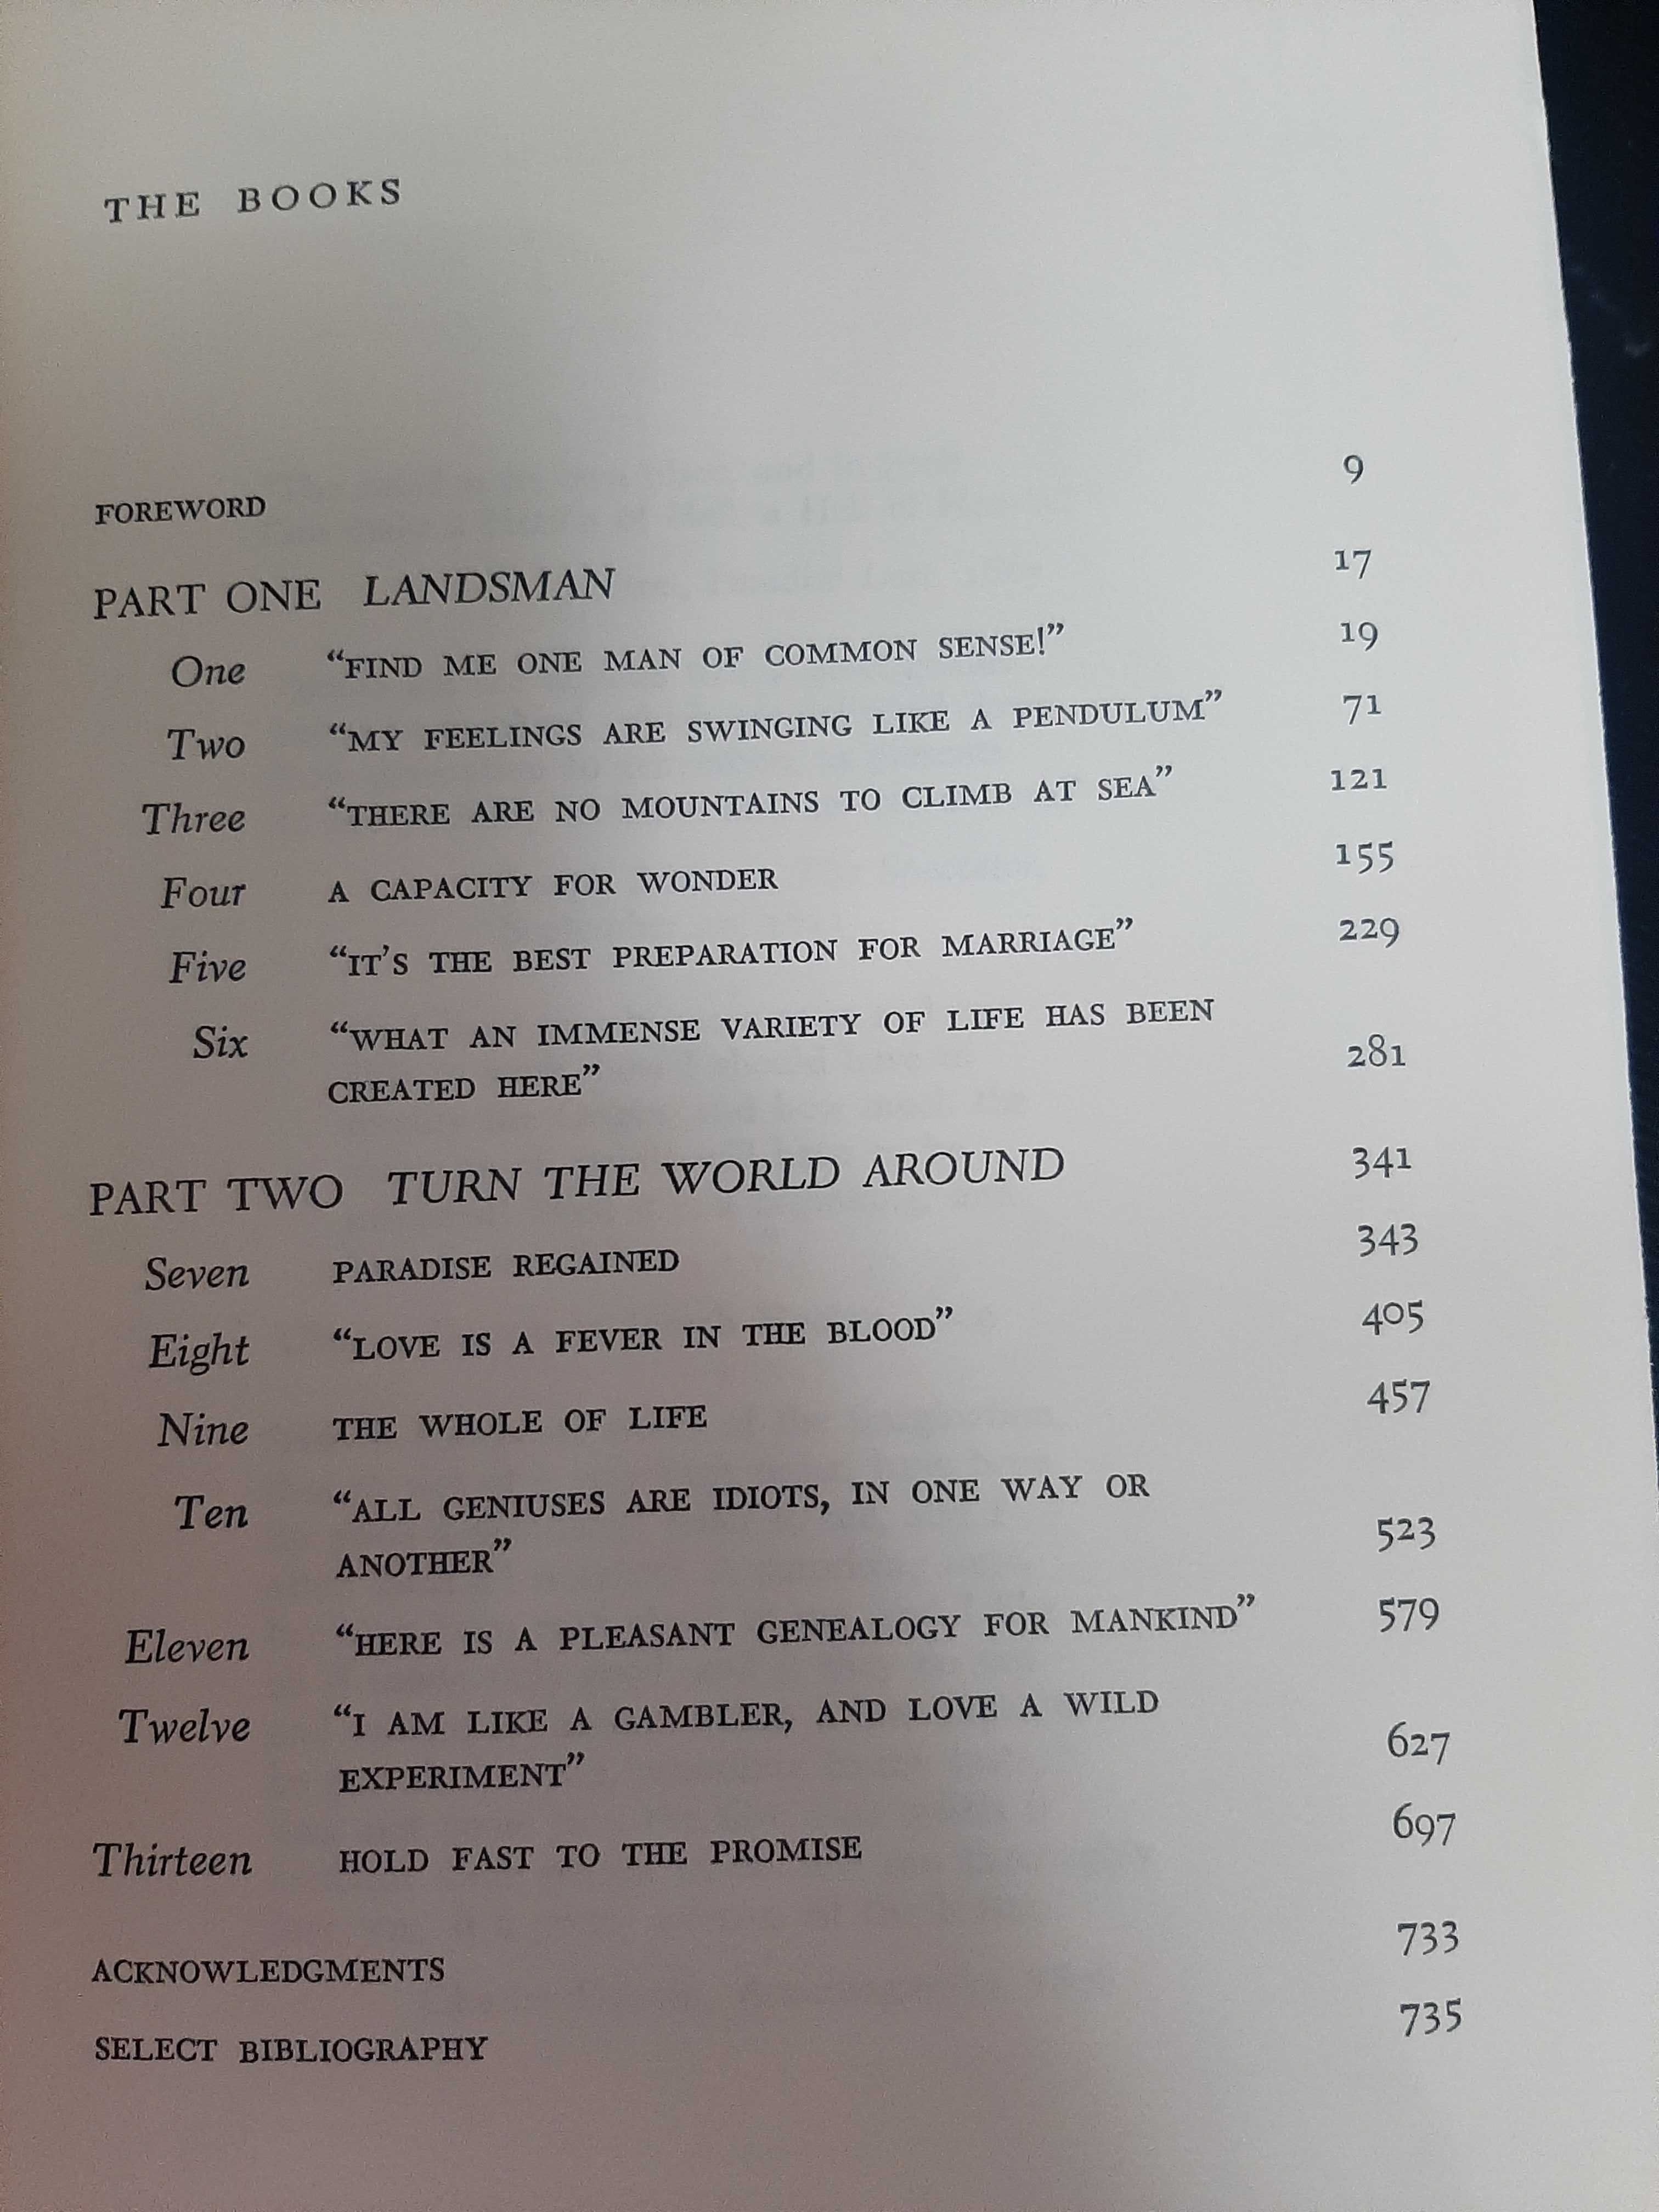 THE BOOKS
FOREWORD 9
PART ONE LANDSMAN 17
One "FIND ME ONE MAN OF COMMON SENSE!" 19
Two "MY FEELINGS ARE SWINGING LIKE A PENDULUM" 71
Three "THERE ARE NO MOUNTAINS TO CLIMB AT SEA" 121
Four A CAPACITY FOR WONDER 155
Five "IT'S THE BEST PREPARATION FOR MARRIAGE" 229
Six "WHAT AN IMMENSE VARIETY OF LIFE HAS BEEN
CREATED HERE" 281
PART TWO TURN THE WORLD AROUND 341
Seven PARADISE REGAINED 343
Eight "LOVE IS A FEVER IN THE BLOOD" 405
Nine THE WHOLE OF LIFE 457
Ten "ALL GENIUSES ARE IDIOTS, IN ONE WAY OR
ANOTHER" 523
Eleven "HERE IS A PLEASANT GENEALOGY FOR MANKIND" 579
Twelve "I AM LIKE A GAMBLER, AND LOVE A WILD
EXPERIMENT" 627
Thirteen HOLD FAST TO THE PROMISE 697
ACKNOWLEDGMENTS 733
SELECT BIBLIOGRAPHY 735